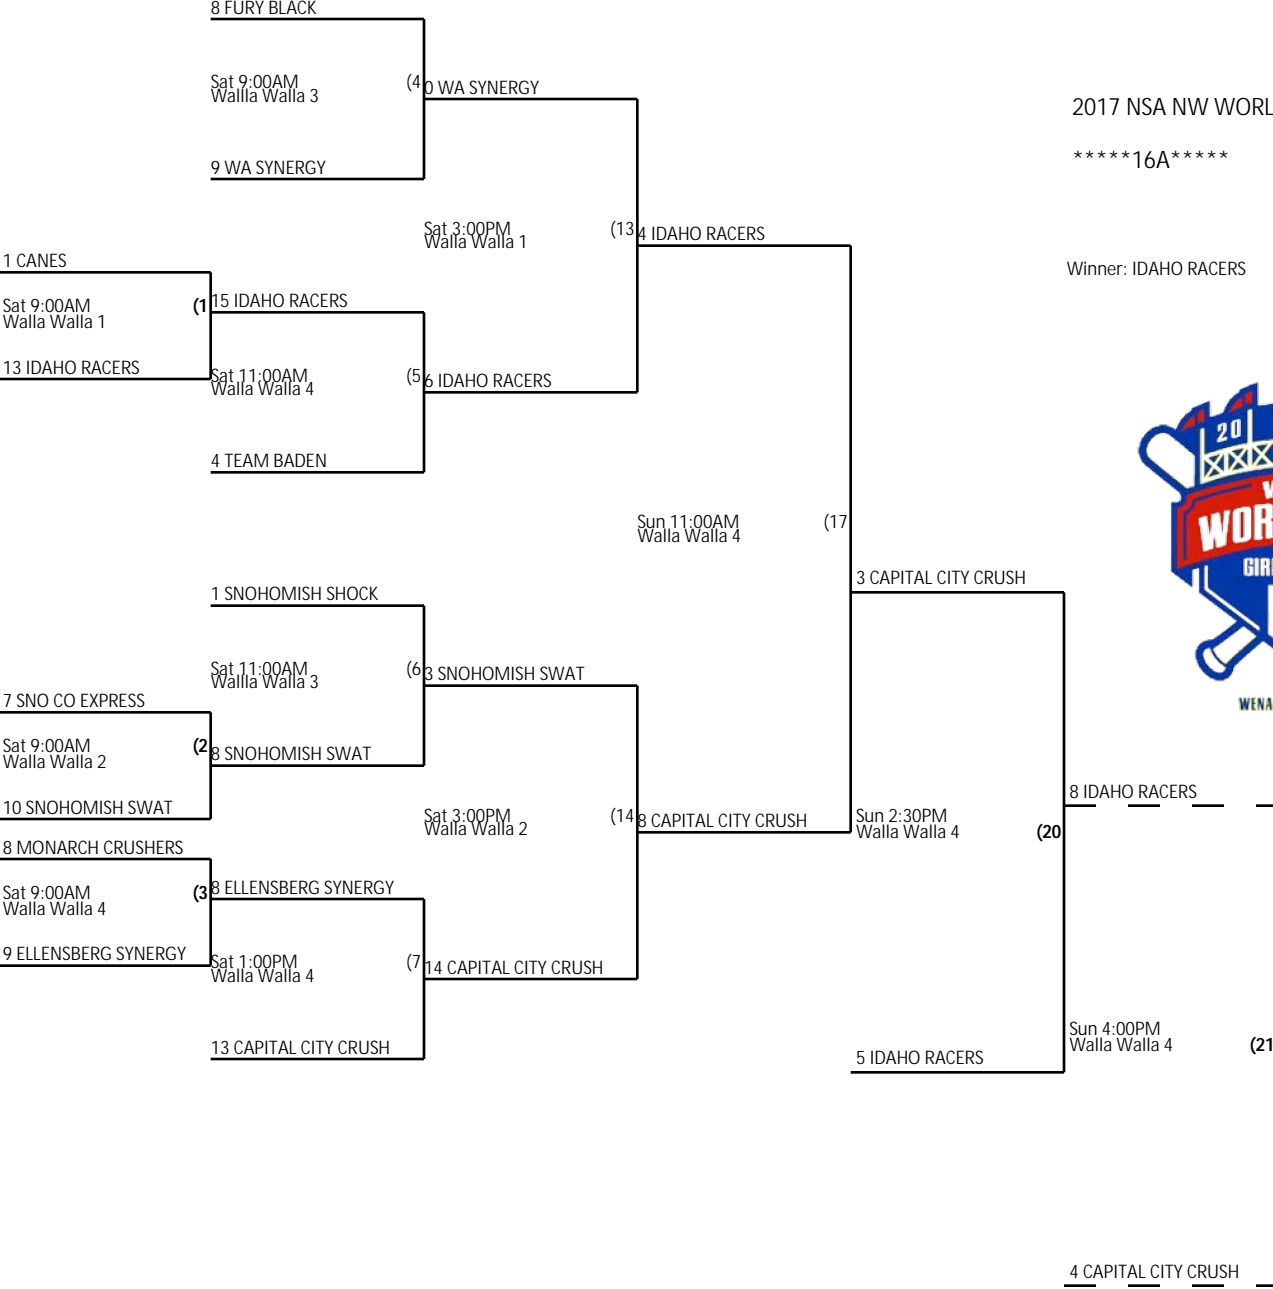 8 FURY BLACK
Sat 9:00AM
(4
Wallla Walla 3
0 WA SYNERGY
2017 NSA NW WORL
*****16A*****
9 WA SYNERGY
Sat 3:00PM
(13
Walla Walla 1
4 IDAHO RACERS
1 CANES
Winner: IDAHO RACERS
Sat 9:00AM
(1
Walla Walla 1
15 IDAHO RACERS
13 IDAHO RACERS
Sat 11:00AM
(5
Walla Walla 4
6 IDAHO RACERS
20
4 TEAM BADEN
Sun 11:00AM
(17
Walla Walla 4
WOR
GIR
3 CAPITAL CITY CRUSH
1 SNOHOMISH SHOCK
Sat 11:00AM
(6
Wallla Walla 3
3 SNOHOMISH SWAT
7 SNO CO EXPRESS
WENA
Sat 9:00AM
(2
Walla Walla 2
8 SNOHOMISH SWAT
8 IDAHO RACERS
10 SNOHOMISH SWAT
Sat 3:00PM
(14
Walla Walla 2
8 CAPITAL CITY CRUSH
Sun 2:30PM
Walla Walla 4
(20
8 MONARCH CRUSHERS
Sat 9:00AM
(3
Walla Walla 4
8 ELLENSBERG SYNERGY
9 ELLENSBERG SYNERGY
Sat 1:00PM
(7
Walla Walla 4
14 CAPITAL CITY CRUSH
13 CAPITAL CITY CRUSH
5 IDAHO RACERS
Sun 4:00PM
Walla Walla 4
(21
4 CAPITAL CITY CRUSH